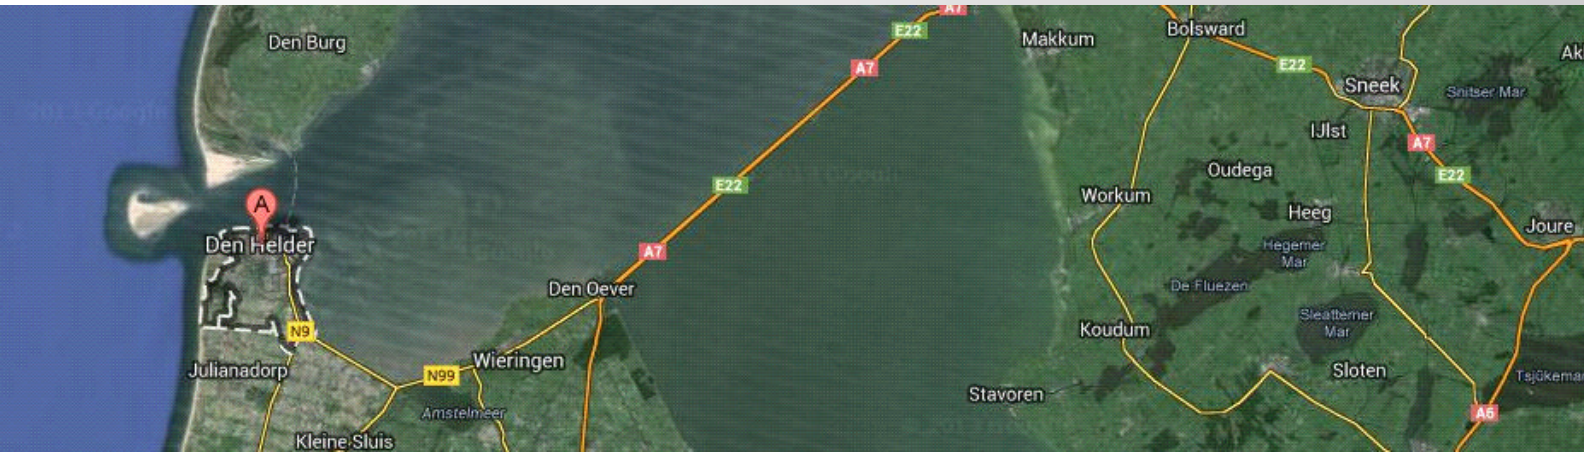 A7
E22
Bolsward
Den Burg
Makkum
A7
E22
Sneek
Snitser Mar
IJlst
A7
Oudega
E22
E22
Workum
A
Heeg
Joure
Den Helder
Hegemer
Mar
A7
De Fluezen
Den Oever
Sleattemer
Mar
N9
Koudum
Wieringen
Julianadorp
N99
Sloten
Stavoren
Amstelmeer
A6
Kleine Sluis